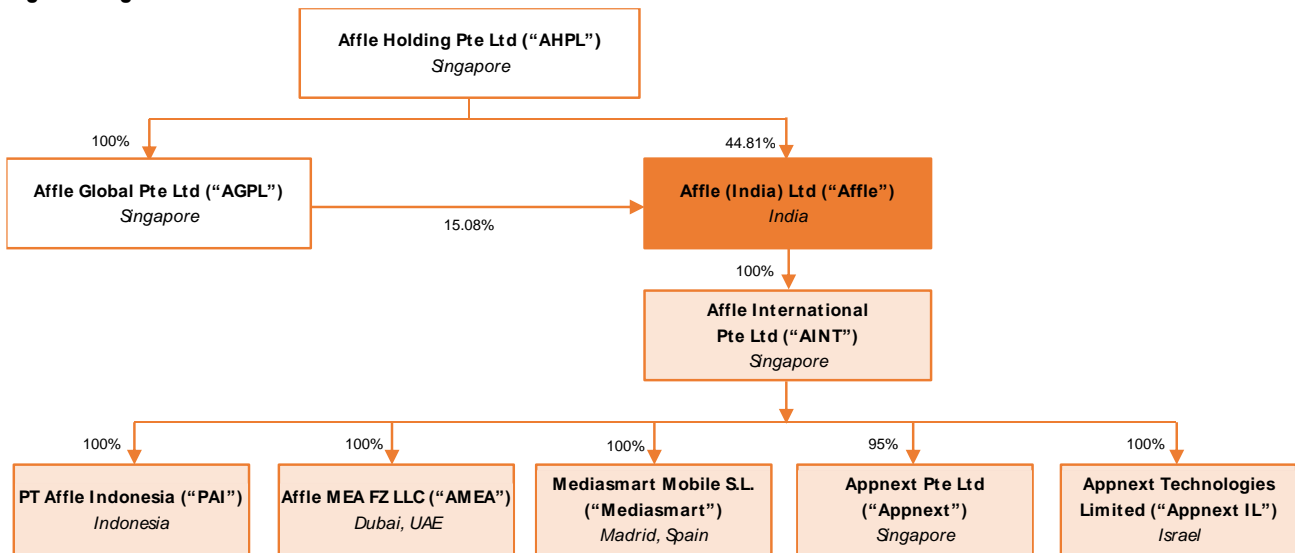 Affle Holding Pte Ltd (“AHPL”)
Singapore
100%
44.81%
Affle Global Pte Ltd (“AGPL”)
Singapore
15.08%
Affle (India) Ltd (“Affle”)
India
100%
Affle International
Pte Ltd (“AINT”)
Singapore
100%
100%
100%
95%
100%
PT Affle Indonesia (“PAI”)
Indonesia
Affle MEA FZ LLC (“AMEA”)
Dubai, UAE
Mediasmart Mobile S.L.
(“Mediasmart”)
Madrid, Spain
Appnext Pte Ltd
(“Appnext”)
Singapore
Appnext Technologies
Limited (“Appnext IL”)
Israel